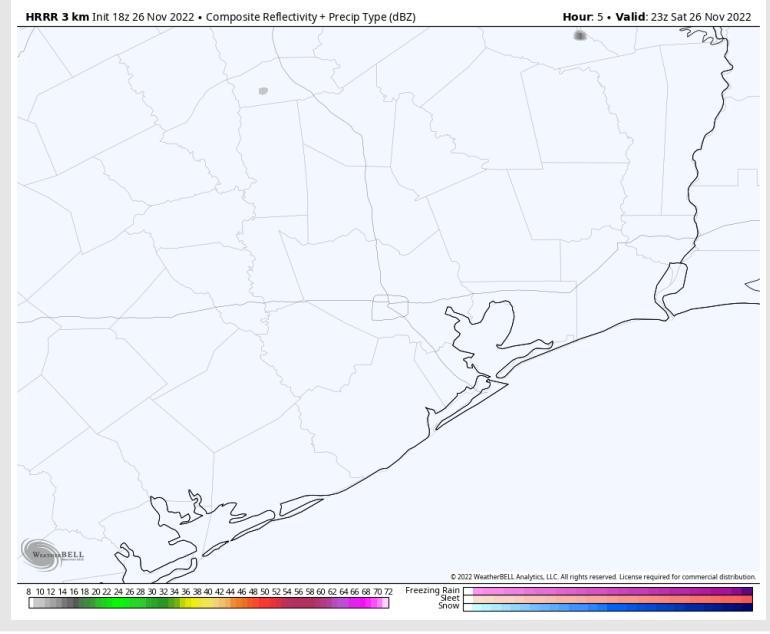 HRRR 3 km Init 18z 26 Nov 2022 • Composite Reflectivity + Precip Type (dBZ)
Hour: 5 • Valid: 23z Sat 26 Nov 2022
WeatherBELL
© 2022 WeatherBELL Analytics, LLC. All rights reserved. License required for commercial distribution.
8 10 12 14 16 18 20 22 24 26 28 30 32 34 36 38 40 42 44 46 48 50 52 54 56 58 60 62 64 66 68 70 72
Freezing Rain
Sleet
Snow